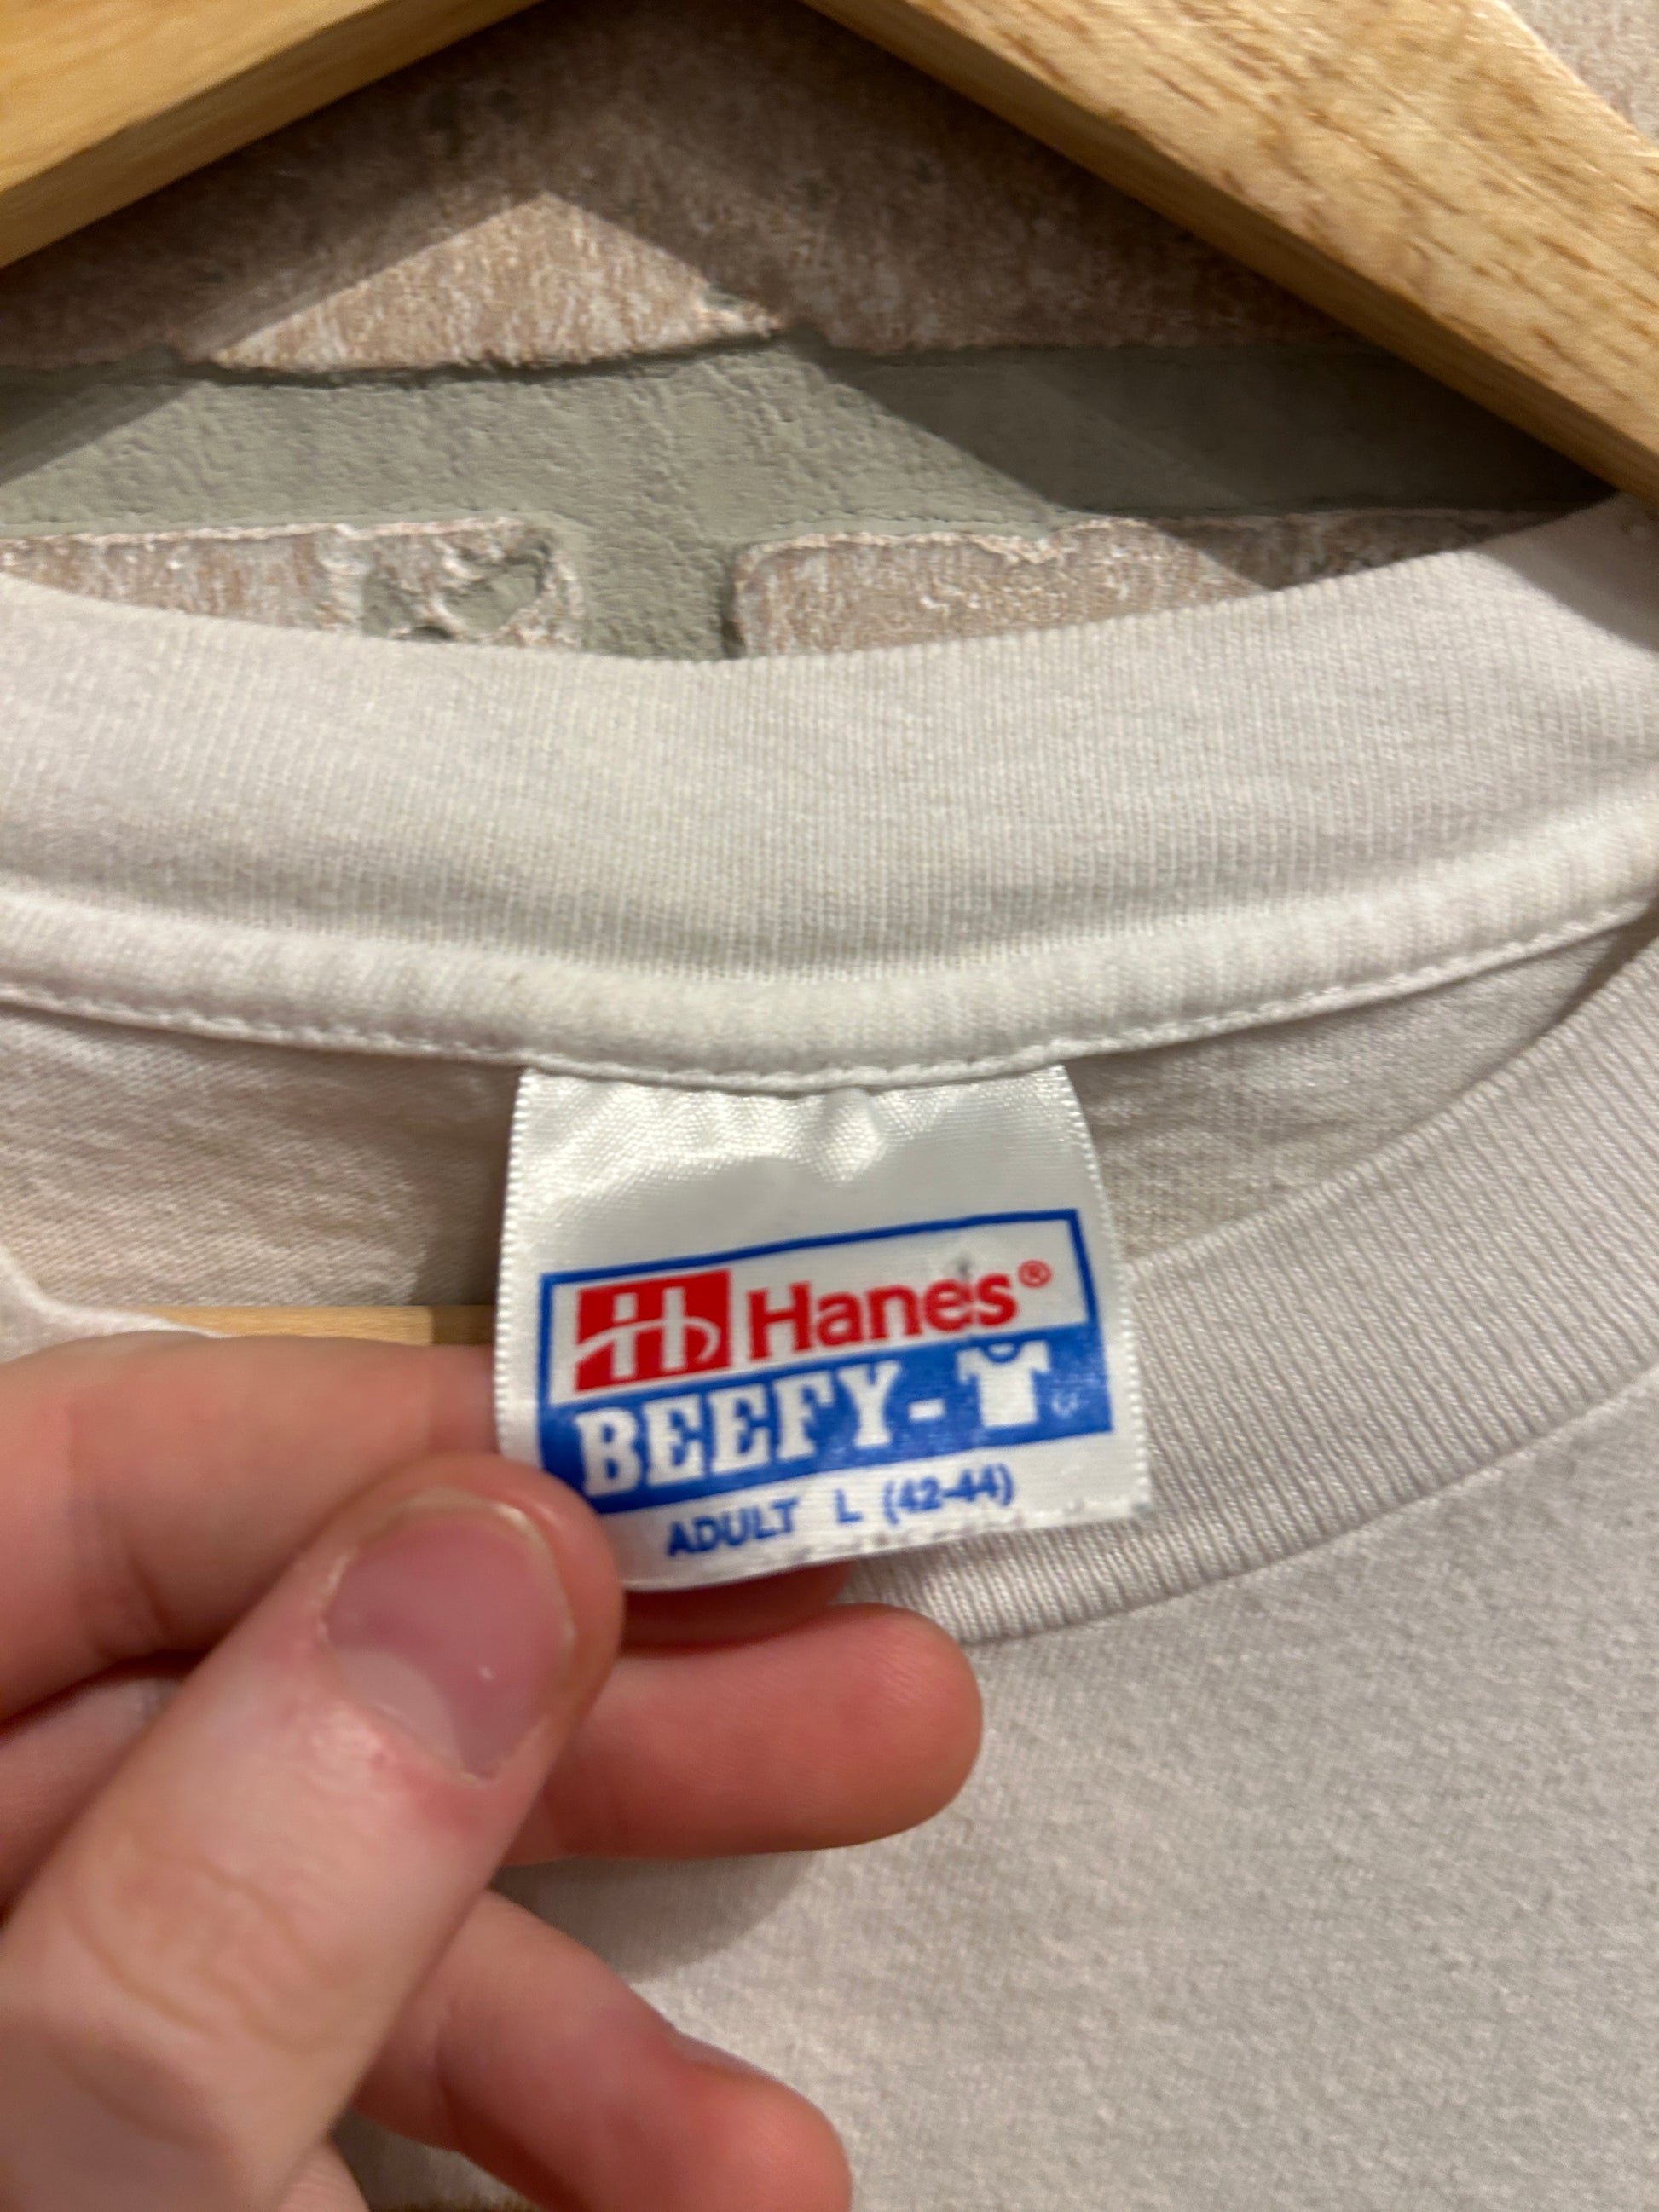 Hanes®
BEEFY-T
ADULT L (42-44)